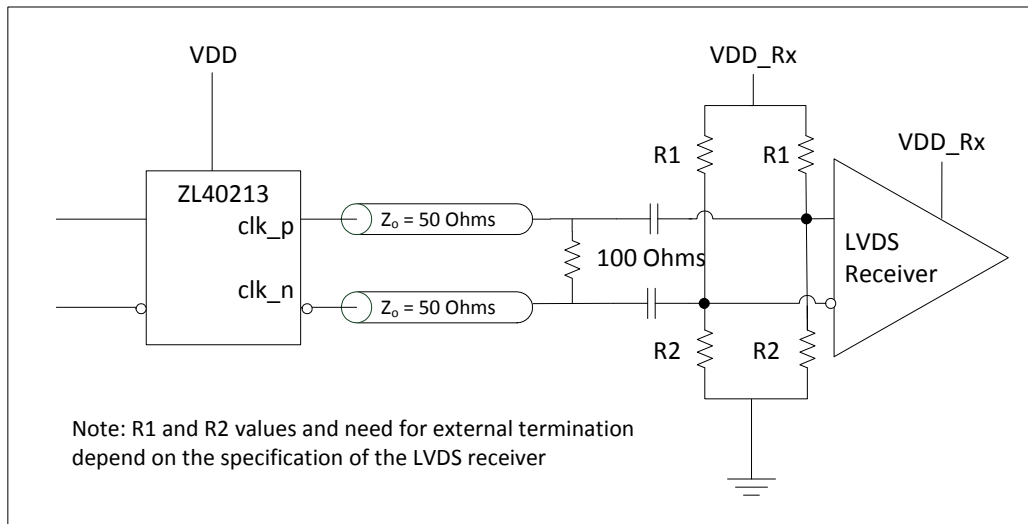 VDD
VDD_Rx
R1
R1
VDD_Rx
ZL40213
clk_p
Zₒ = 50 Ohms
LVDS
Receiver
100 Ohms
clk_n
Zₒ = 50 Ohms
R2
R2
Note: R1 and R2 values and need for external termination
depend on the specification of the LVDS receiver